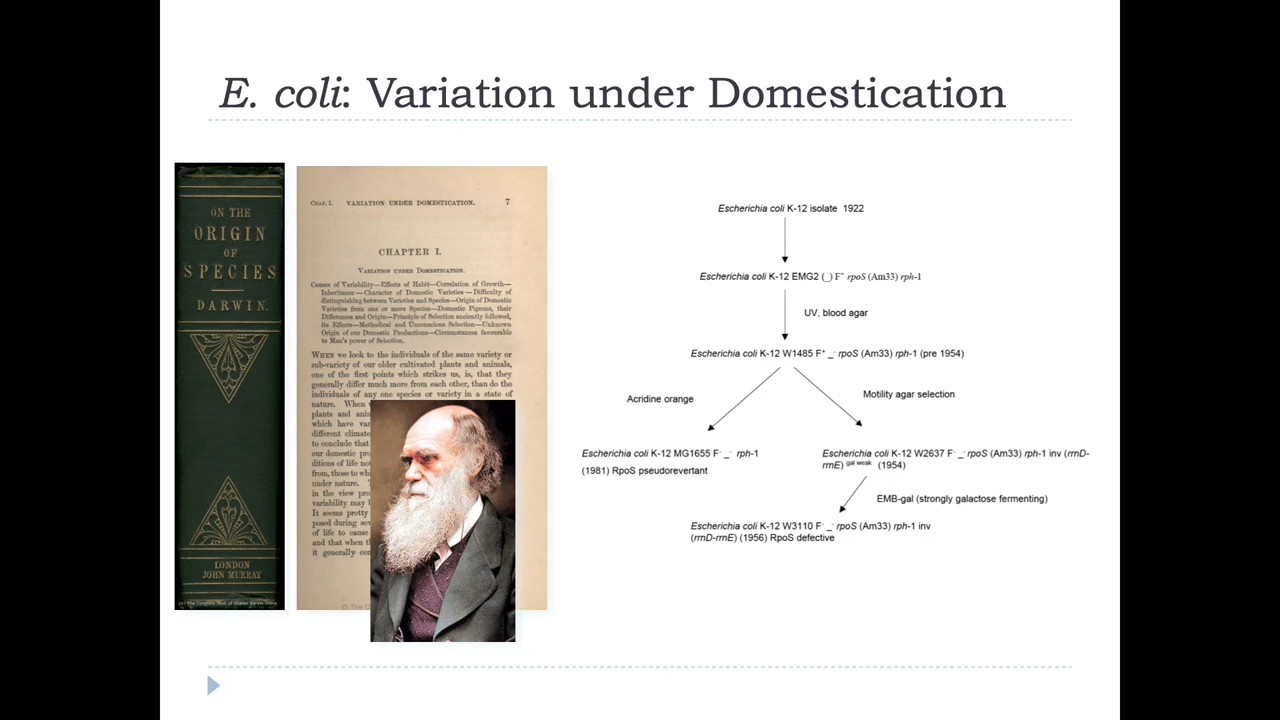 E. coli: Variation under Domestication
ON THE
ORIGIN
OF
SPECIES
DARWIN.
LONDON
JOHN MURRAY
CHAP. I. VARIATION UNDER DOMESTICATION. 7
CHAPTER I.
VARIATION UNDER DOMESTICATION.
Causes of Variability—Effects of Habit—Correlation of Growth—
Inheritance—Character of Domestic Varieties—Difficulty of
distinguishing between Varieties and Species—Origin of Domestic
Varieties from one or more Species—Domestic Pigeons, their
Differences and Origin—Principle of Selection anciently followed,
its Effects—Methodical and Unconscious Selection—Unknown
Origin of our Domestic Productions—Circumstances favourable
to Man's power of Selection.
WHEN we look to the individuals of the same variety or
sub-variety of our older cultivated plants and animals,
one of the first points which strikes us, is, that they
generally differ much more from each other, than do the
individuals of any one species or variety in a state of
nature. When
plants and
which have
different
to conclude that
our domestic
ditions of life
from, those to
under nature.
in the view
variability may
It seems pretty
posed during
of life to cause
and that when
it generally
Escherichia coli K-12 isolate 1922
Escherichia coli K-12 EMG2 (_) F+ rpoS (Am33) rph-1
UV, blood agar
Escherichia coli K-12 W1485 F+ _- rpoS (Am33) rph-1 (pre 1954)
Acridine orange
Motility agar selection
Escherichia coli K-12 MG1655 F- _- rph-1
(1981) RpoS pseudorevertant
Escherichia coli K-12 W2637 F- _- rpoS (Am33) rph-1 inv (rrnD-
rrnE) gal weak (1954)
EMB-gal (strongly galactose fermenting)
Escherichia coli K-12 W3110 F- _- rpoS (Am33) rph-1 inv
(rrnD-rrnE) (1956) RpoS defective